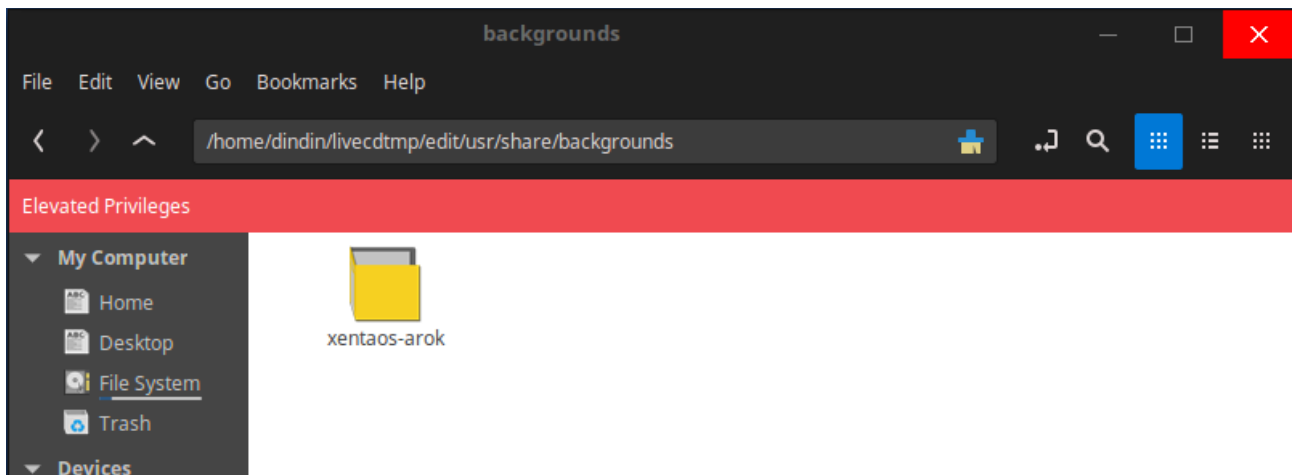 backgrounds
File Edit View Go Bookmarks Help
/home/dindin/livecdtmp/edit/usr/share/backgrounds
Elevated Privileges
My Computer
Home
Desktop
File System
Trash
Devices
xentaos-arok